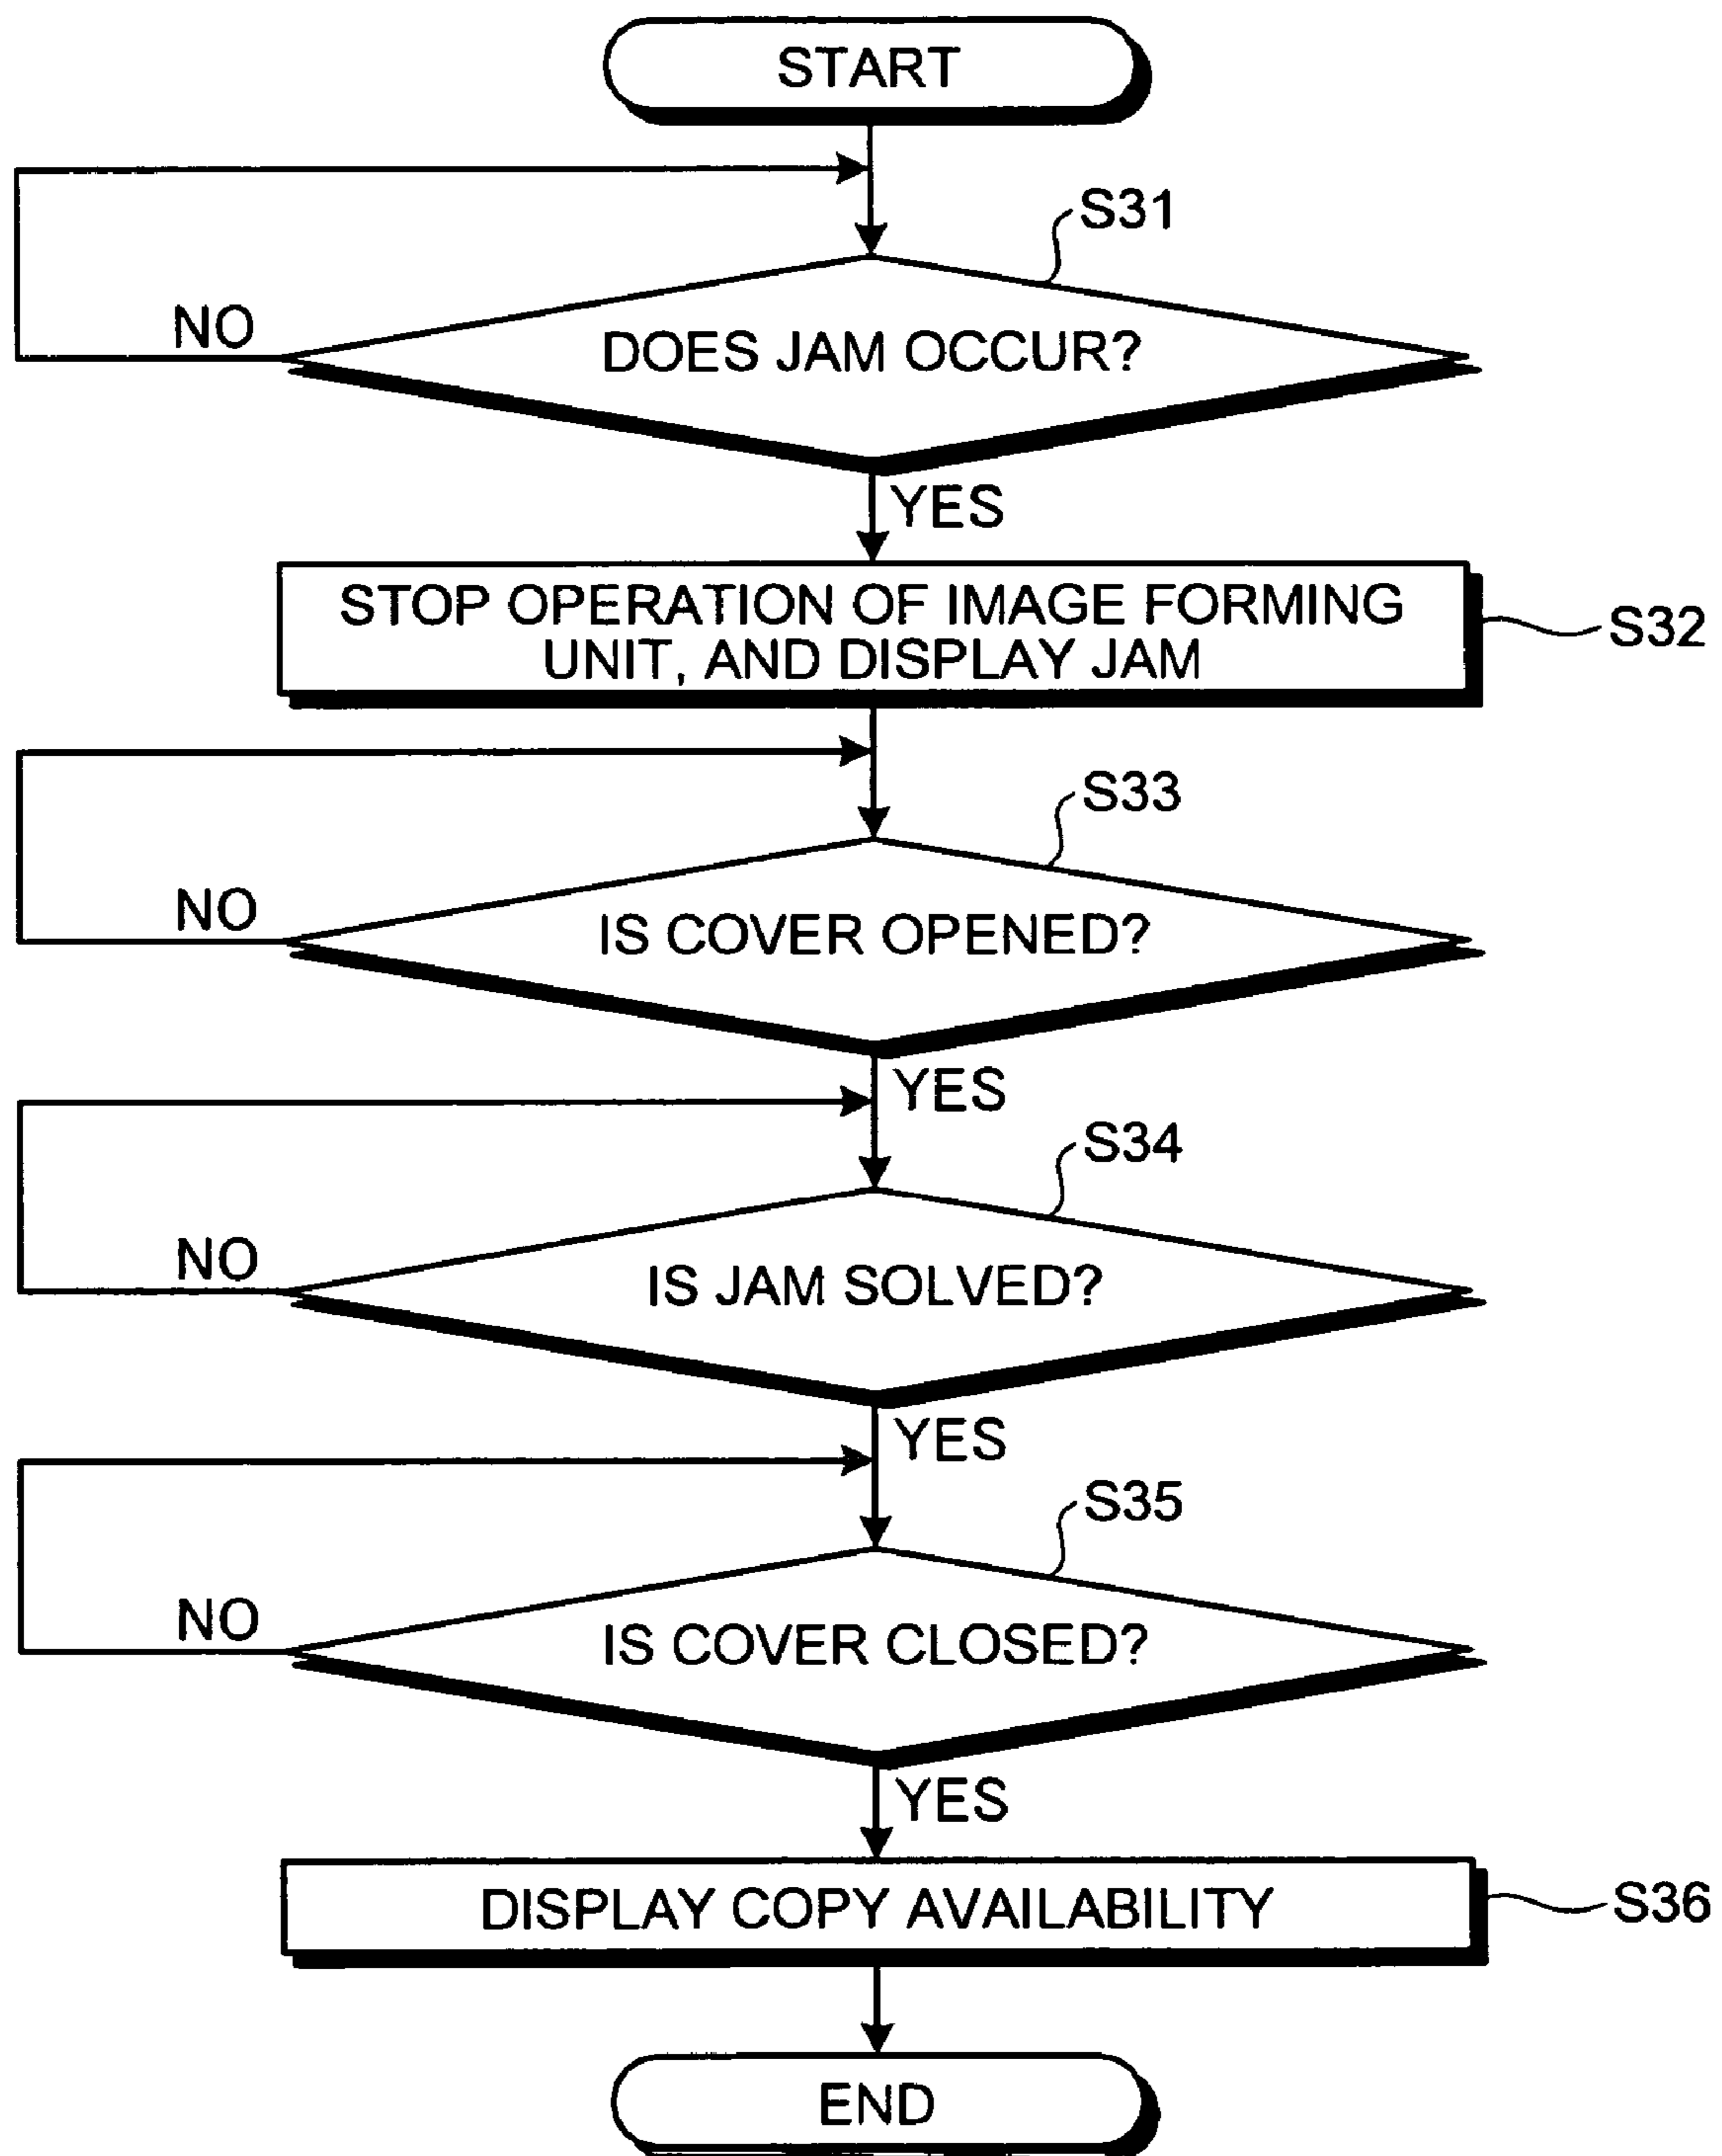 START
S31
NO
DOES JAM OCCUR?
YES
STOP OPERATION OF IMAGE FORMING
UNIT, AND DISPLAY JAM
S32
S33
NO
IS COVER OPENED?
YES
S34
NO
IS JAM SOLVED?
YES
S35
NO
IS COVER CLOSED?
YES
DISPLAY COPY AVAILABILITY
S36
END